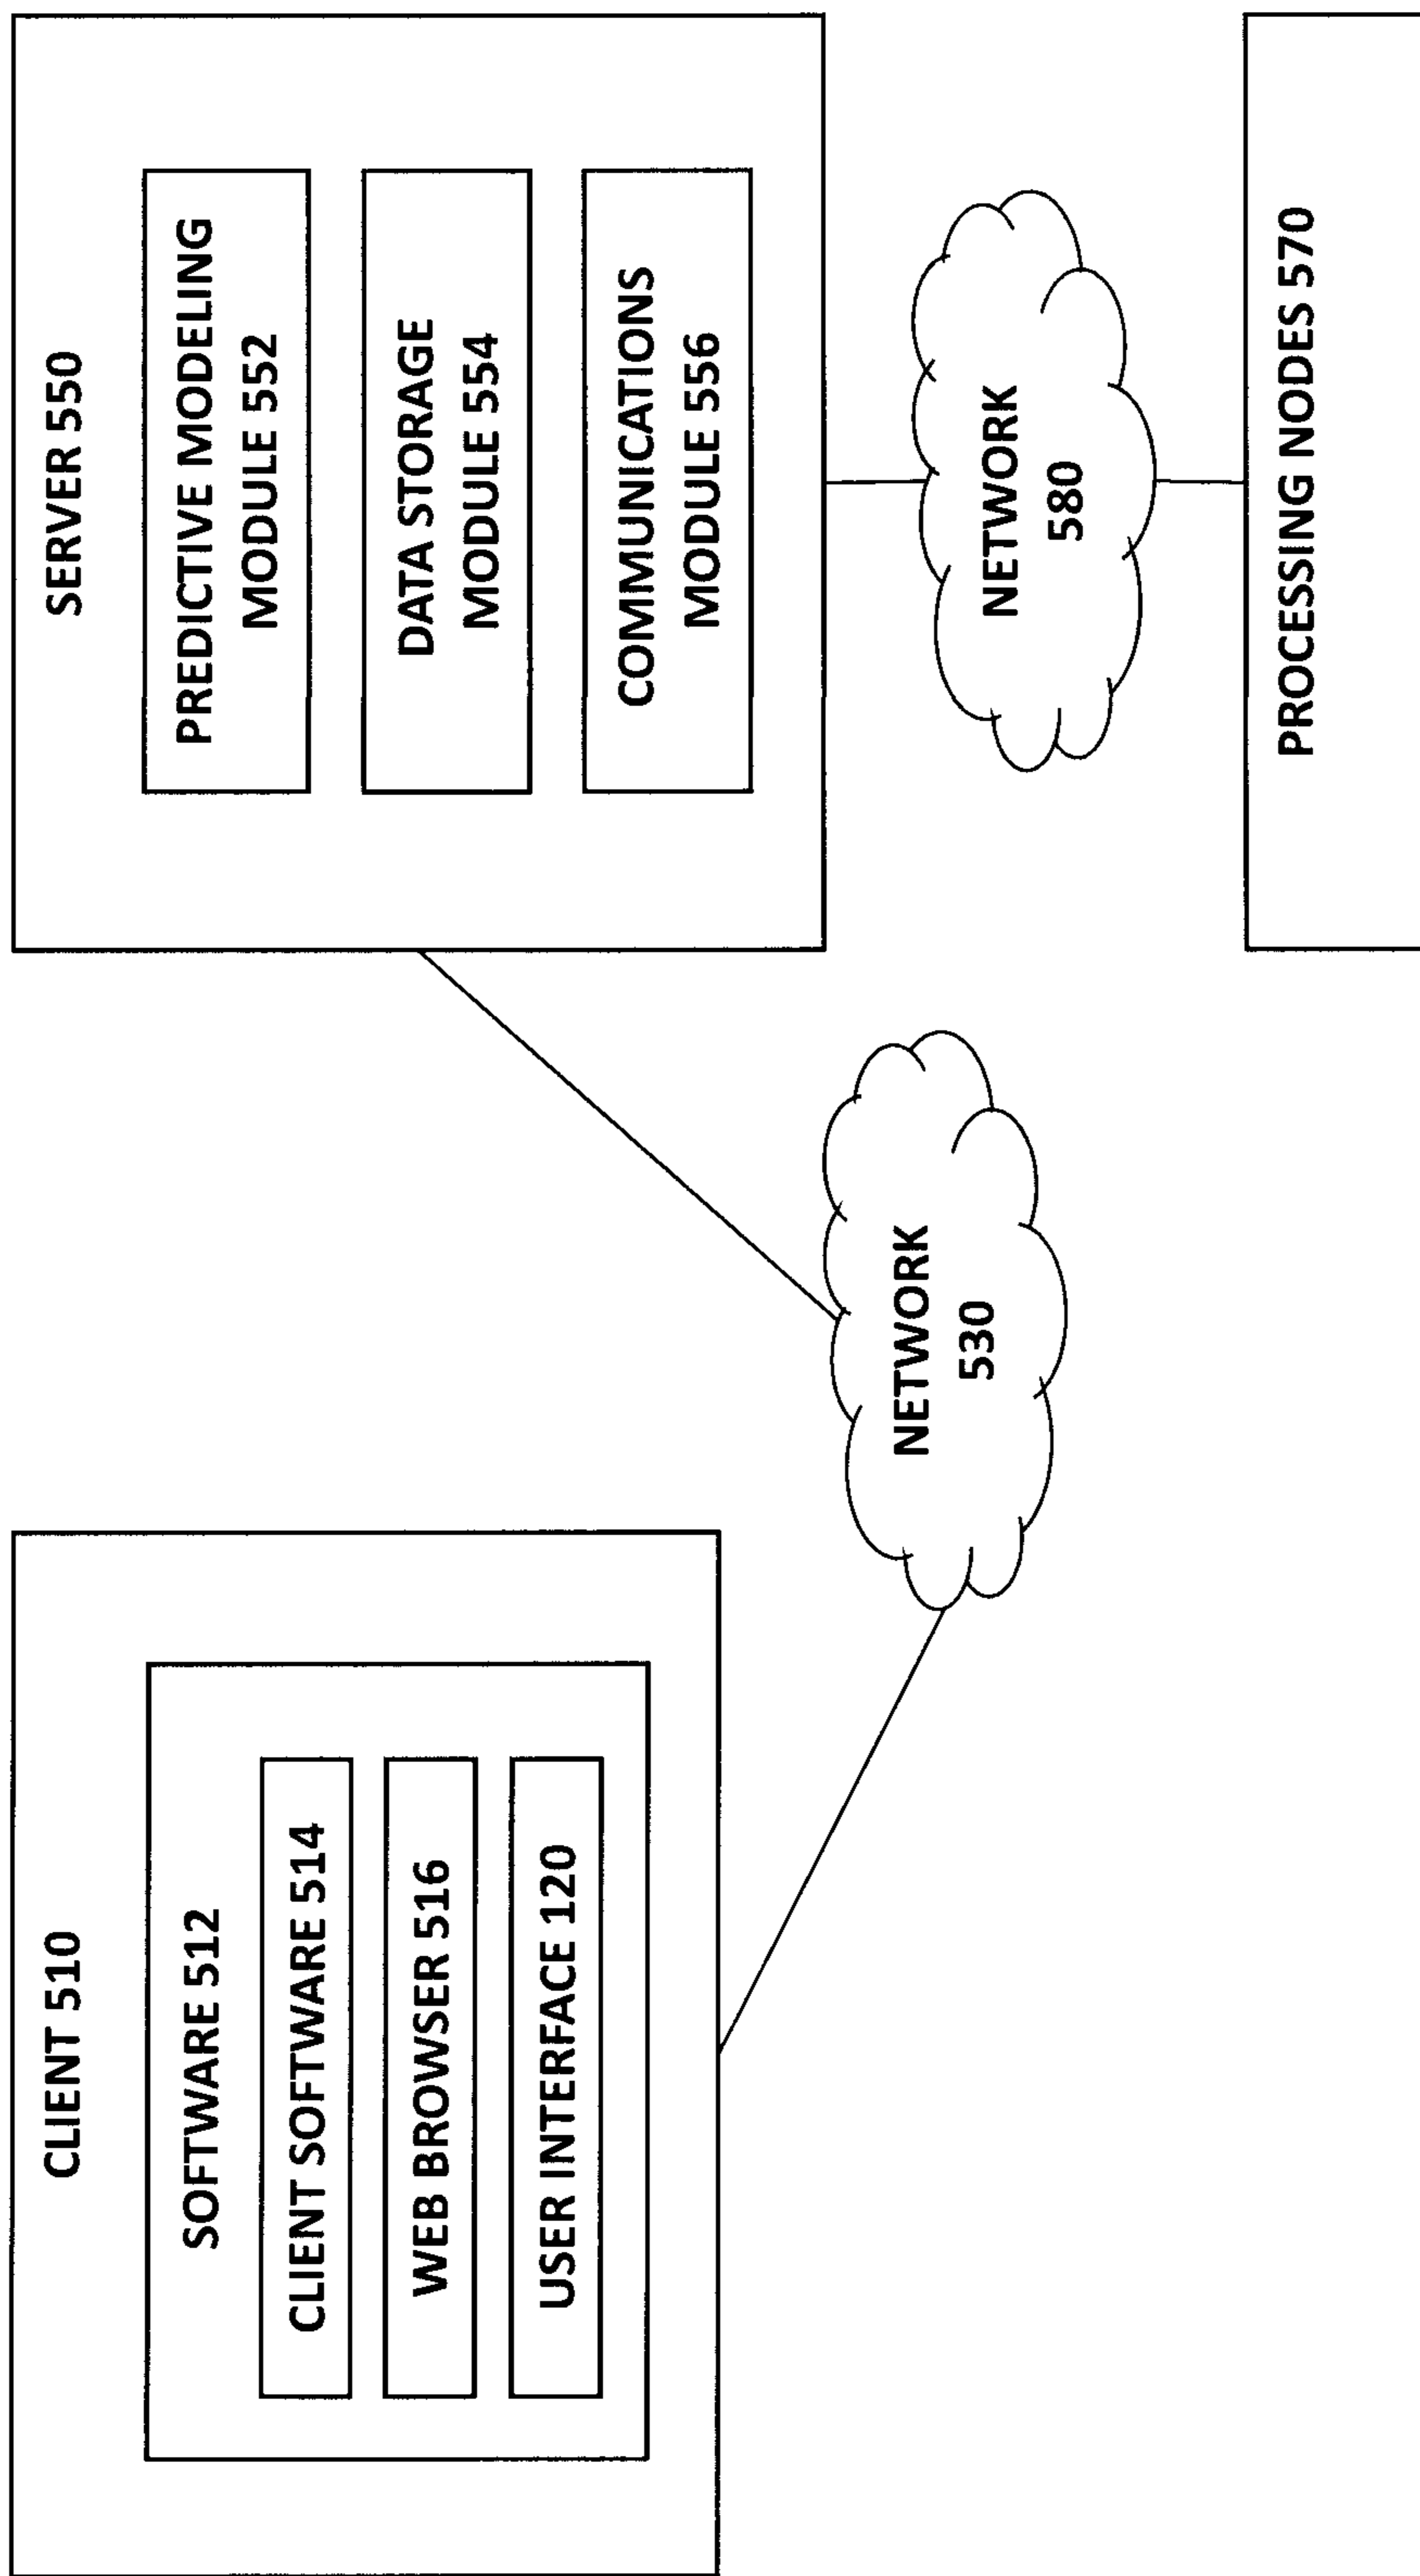 CLIENT 510
SOFTWARE 512
CLIENT SOFTWARE 514
WEB BROWSER 516
USER INTERFACE 120
NETWORK
530
SERVER 550
PREDICTIVE MODELING
MODULE 552
DATA STORAGE
MODULE 554
COMMUNICATIONS
MODULE 556
NETWORK
580
PROCESSING NODES 570